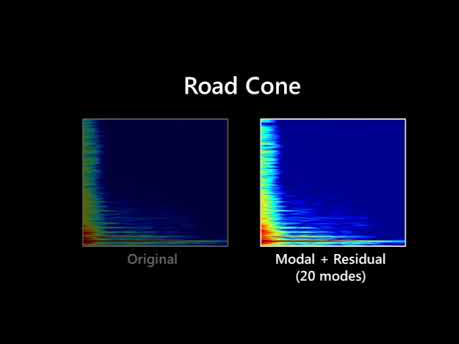 Road Cone
Original
Modal + Residual
(20 modes)